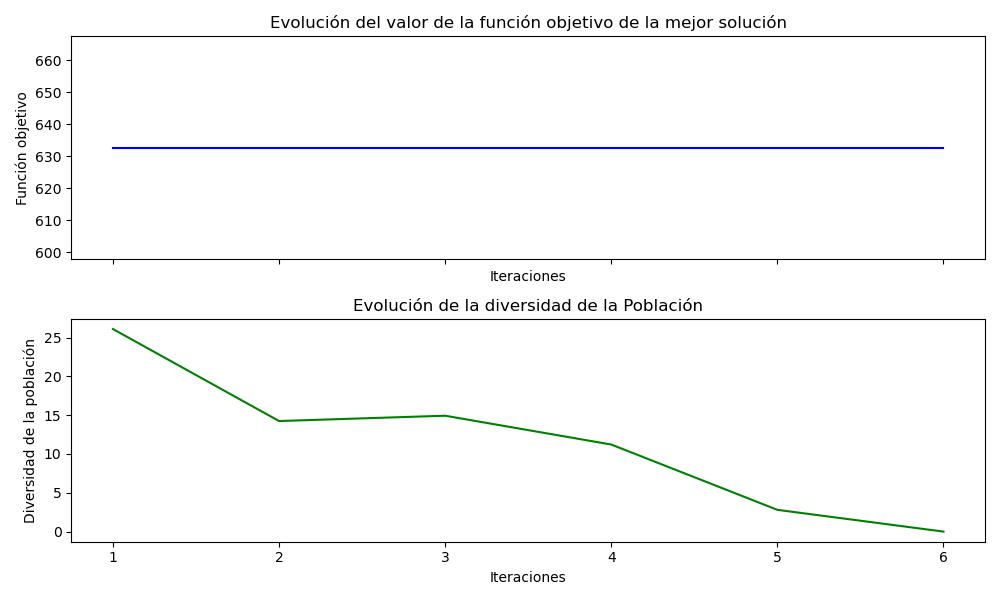 Evolución del valor de la función objetivo de la mejor solución
Función objetivo
660
650
640
630
620
610
600
Iteraciones
Evolución de la diversidad de la Población
Diversidad de la población
25
20
15
10
5
0
1 2 3 4 5 6
Iteraciones